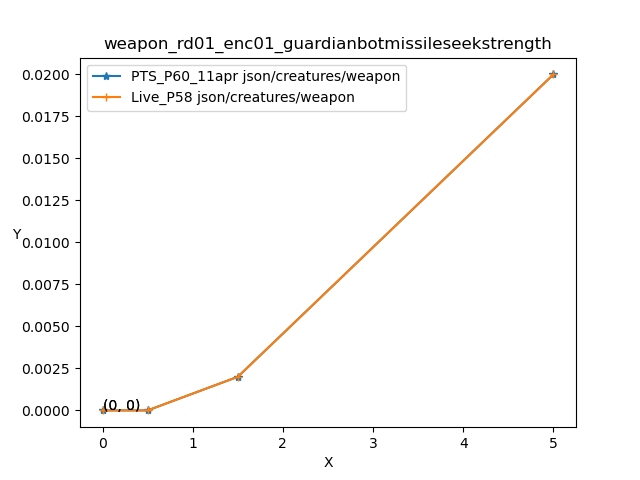 weapon_rd01_enc01_guardianbotmissileseekstrength
PTS_P60_11apr json/creatures/weapon
Live_P58 json/creatures/weapon
0.0200
0.0175
0.0150
0.0125
0.0100
0.0075
0.0050
0.0025
0.0000
Y
(0, 0)
0 1 2 3 4 5
X